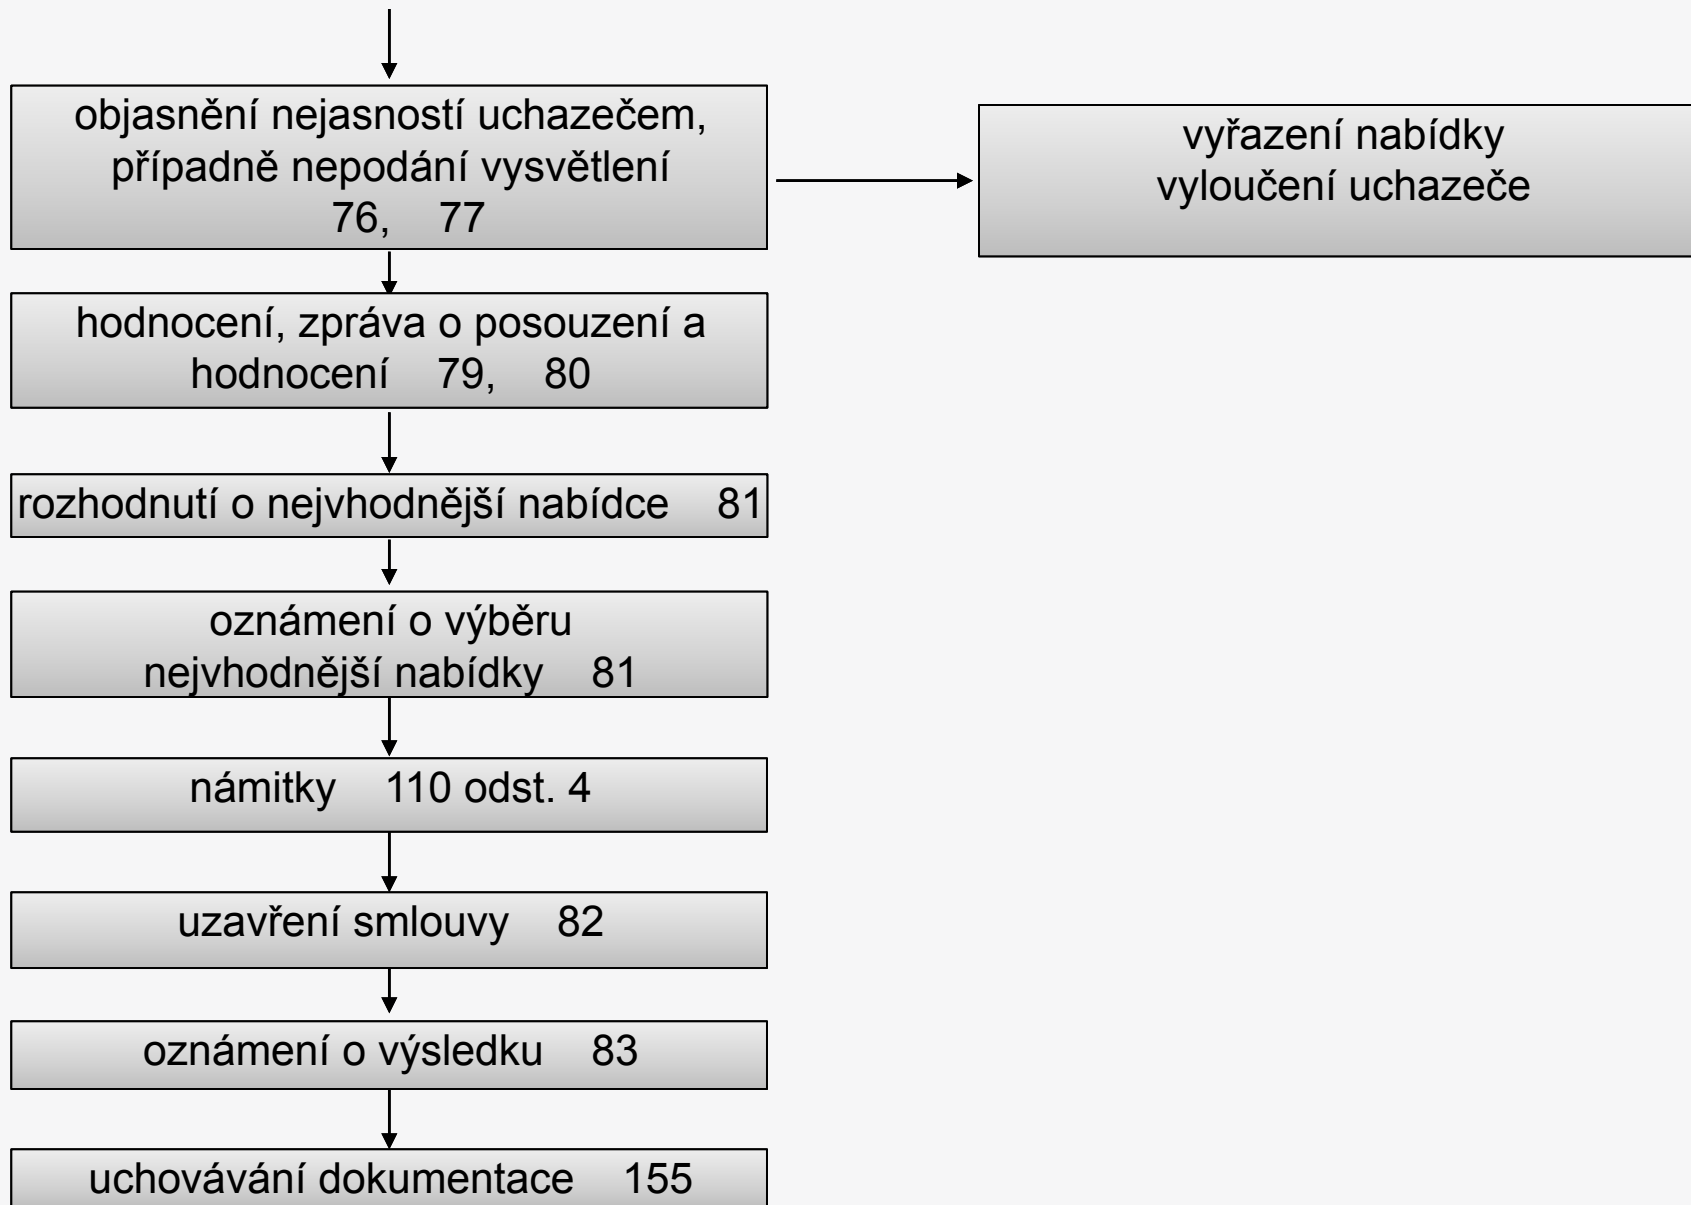 objasnění nejasností uchazečem,
případně nepodání vysvětlení
76, 77
vyřazení nabídky
vyloučení uchazeče
hodnocení, zpráva o posouzení a
hodnocení 79, 80
rozhodnutí o nejvhodnější nabídce 81
oznámení o výběru
nejvhodnější nabídky 81
námitky 110 odst. 4
uzavření smlouvy 82
oznámení o výsledku 83
uchovávání dokumentace 155